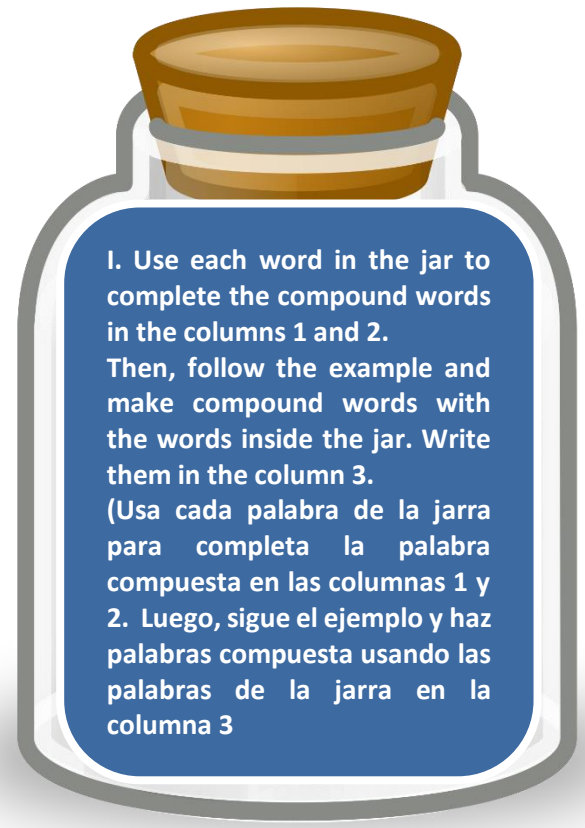 I. Use each word in the jar to
complete the compound words
in the columns 1 and 2.
Then, follow the example and
make compound words with
the words inside the jar. Write
them in the column 3.
(Usa cada palabra de la jarra
para completa la palabra
compuesta en las columnas 1 y
2. Luego, sigue el ejemplo y haz
palabras compuesta usando las
palabras de la jarra en la
columna 3